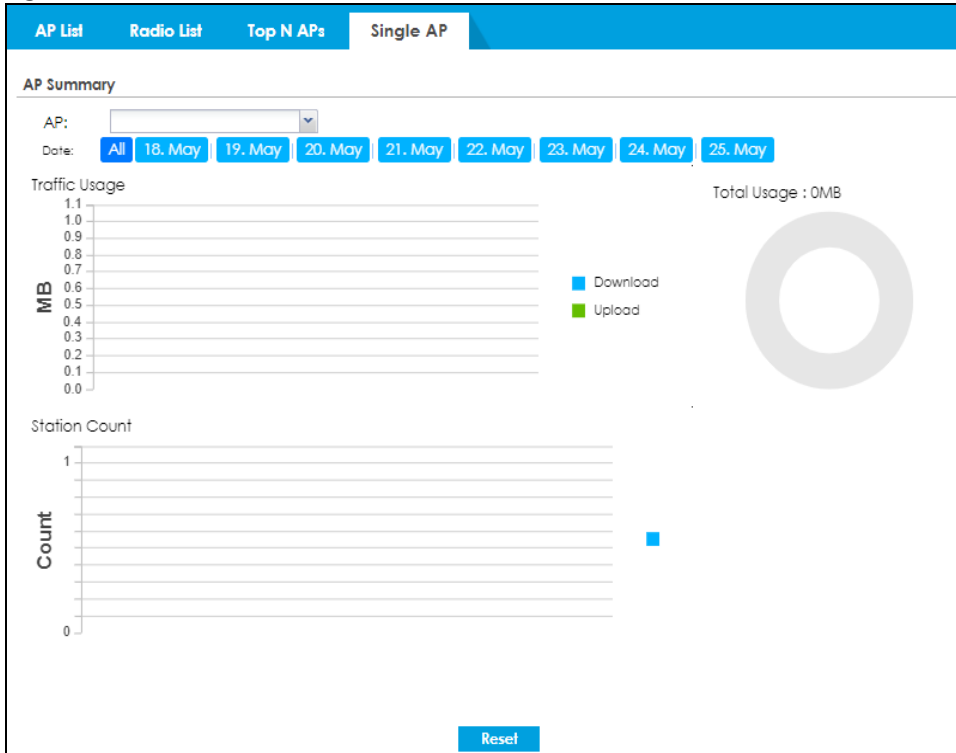 AP List Radio List Top N APs Single AP
AP Summary
AP:
Date: All 18. May 19. May 20. May 21. May 22. May 23. May 24. May 25. May
Traffic Usage
Total Usage : 0MB
1.1
1.0
0.9
0.8
0.7
0.6
0.5
0.4
0.3
0.2
0.1
0.0
MB
Download
Upload
Station Count
1
0
Count
Reset